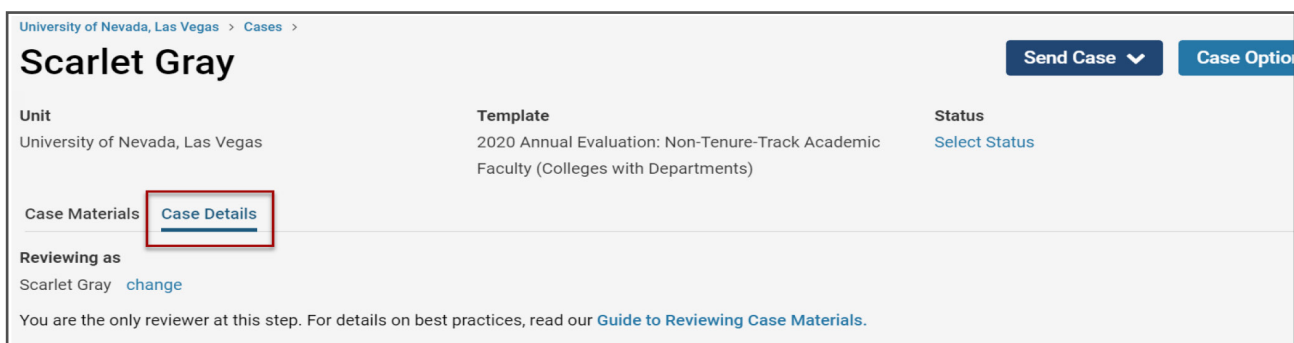 University of Nevada, Las Vegas > Cases >
Scarlet Gray
Send Case
Case Optio
Unit
Template
Status
University of Nevada, Las Vegas
2020 Annual Evaluation: Non-Tenure-Track Academic
Select Status
Faculty (Colleges with Departments)
Case Materials
Case Details
Reviewing as
Scarlet Gray change
You are the only reviewer at this step. For details on best practices, read our Guide to Reviewing Case Materials.